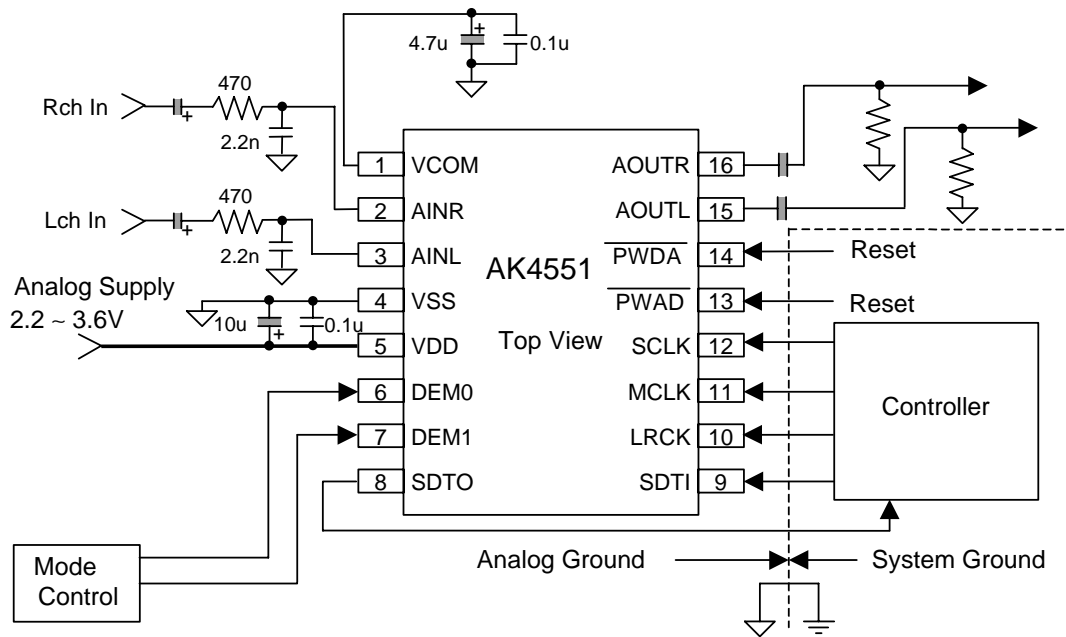 4.7u
0.1u
470
Rch In
2.2n
470
Lch In
2.2n
Analog Supply
2.2 ~ 3.6V
10u
0.1u
1 VCOM
2 AINR
3 AINL
4 VSS
5 VDD
6 DEM0
7 DEM1
8 SDTO
AK4551
Top View
AOUTR 16
AOUTL 15
PWDA 14
PWAD 13
SCLK 12
MCLK 11
LRCK 10
SDTI 9
Reset
Reset
Controller
Analog Ground
System Ground
Mode
Control
+
+
+
+